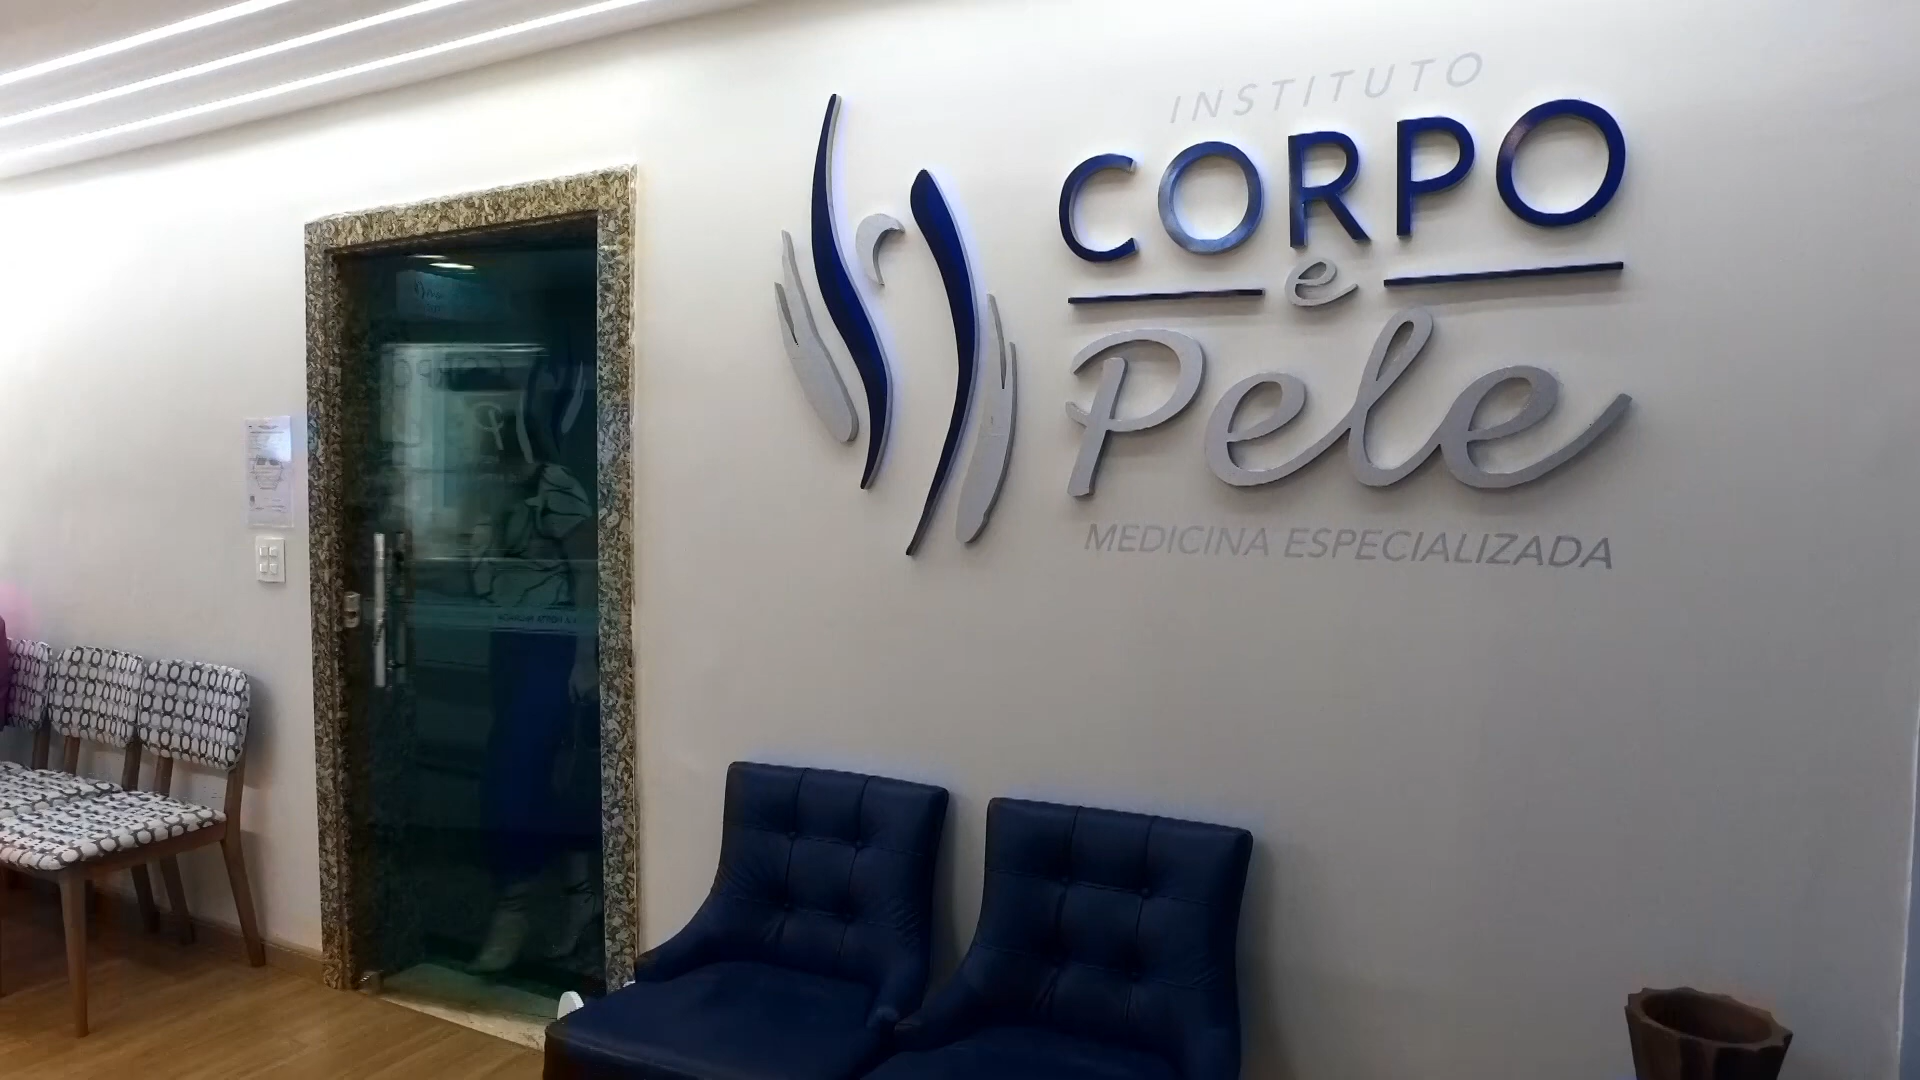 INSTITUTO
CORPO
e
Pele
MEDICINA ESPECIALIZADA